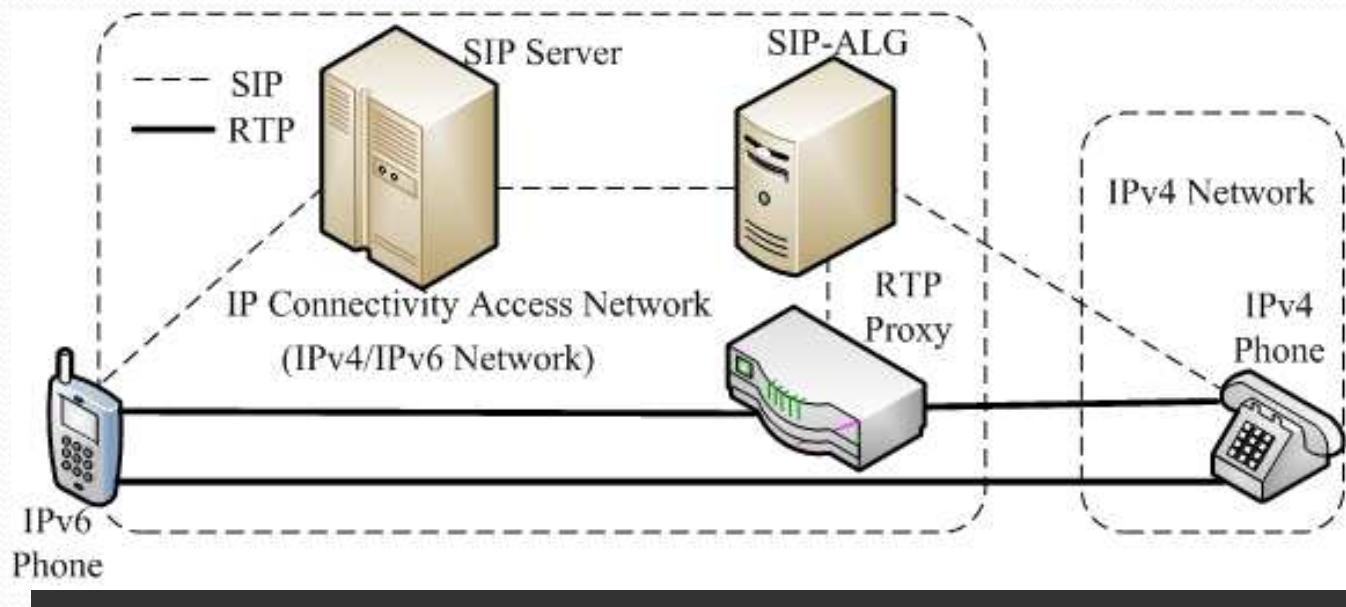 SIP Server
SIP-ALG
SIP
RTP
IPv4 Network
IP Connectivity Access Network
(IPv4/IPv6 Network)
RTP
Proxy
IPv4
Phone
IPv6
Phone